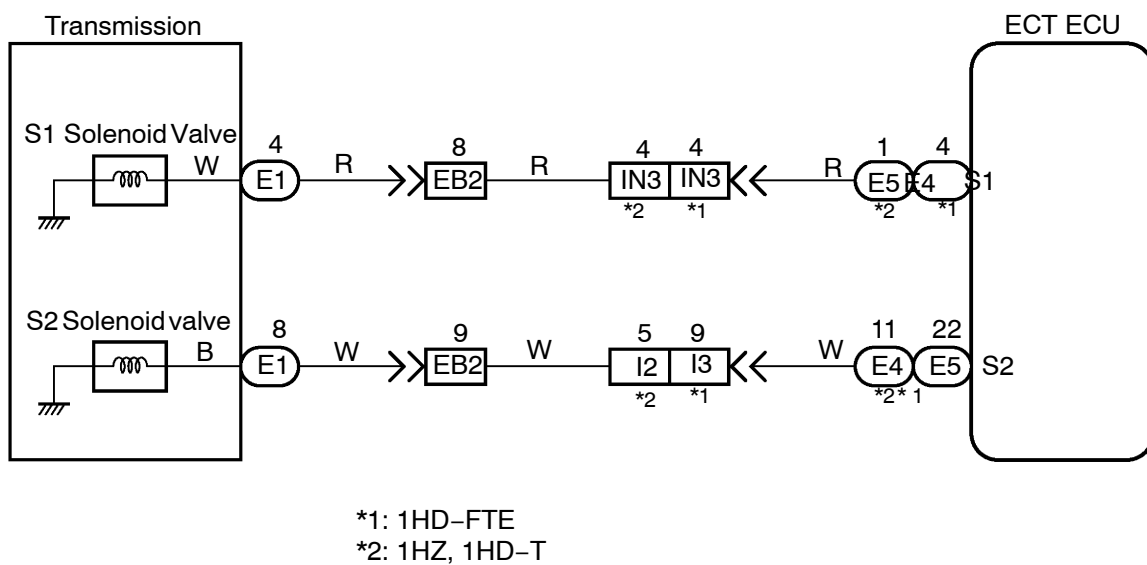 Transmission
ECT ECU
S1 Solenoid Valve
4
8
4 4
1 4
W
R
R
R
E1
EB2
IN3 IN3
E5 E4
S1
*2 *1
*2 *1
S2 Solenoid valve
8
9
5 9
11 22
B
W
W
W
E1
EB2
I2 I3
E4 E5
S2
*2 *1
*2 * 1
*1: 1HD-FTE
*2: 1HZ, 1HD-T